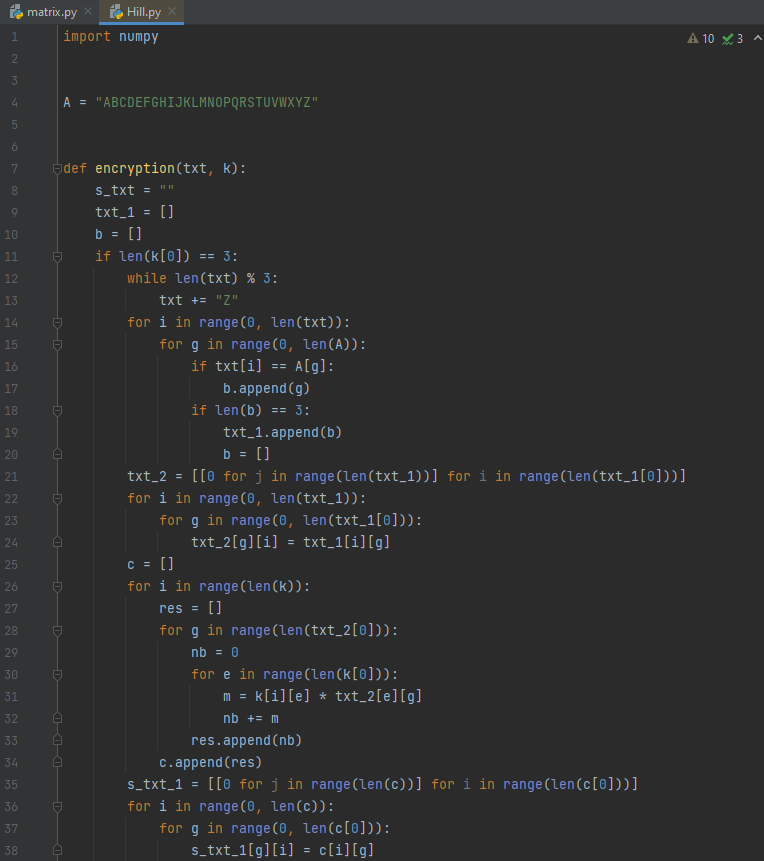 matrix.py × Hill.py ×
1 import numpy 10 3
2
3
4 A = "ABCDEFGHIJKLMNOPQRSTUVWXYZ"
5
6
7 def encryption(txt, k):
8     s_txt = ""
9     txt_1 = []
10     b = []
11     if len(k[0]) == 3:
12         while len(txt) % 3:
13             txt += "Z"
14         for i in range(0, len(txt)):
15             for g in range(0, len(A)):
16                 if txt[i] == A[g]:
17                     b.append(g)
18                 if len(b) == 3:
19                     txt_1.append(b)
20                     b = []
21         txt_2 = [[0 for j in range(len(txt_1))] for i in range(len(txt_1[0]))]
22         for i in range(0, len(txt_1)):
23             for g in range(0, len(txt_1[0])):
24                 txt_2[g][i] = txt_1[i][g]
25         c = []
26         for i in range(len(k)):
27             res = []
28             for g in range(len(txt_2[0])):
29                 nb = 0
30                 for e in range(len(k[0])):
31                     m = k[i][e] * txt_2[e][g]
32                     nb += m
33                 res.append(nb)
34             c.append(res)
35         s_txt_1 = [[0 for j in range(len(c))] for i in range(len(c[0]))]
36         for i in range(0, len(c)):
37             for g in range(0, len(c[0])):
38                 s_txt_1[g][i] = c[i][g]